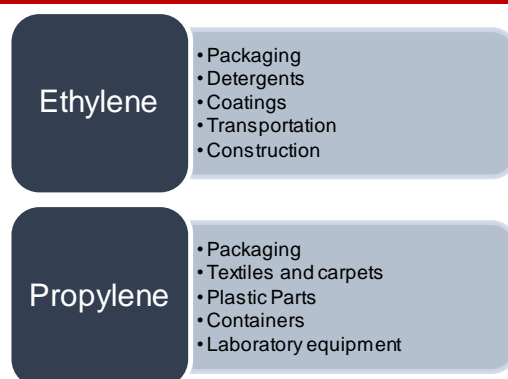 Ethylene
• Packaging
• Detergents
• Coatings
• Transportation
• Construction
Propylene
• Packaging
• Textiles and carpets
• Plastic Parts
• Containers
• Laboratory equipment